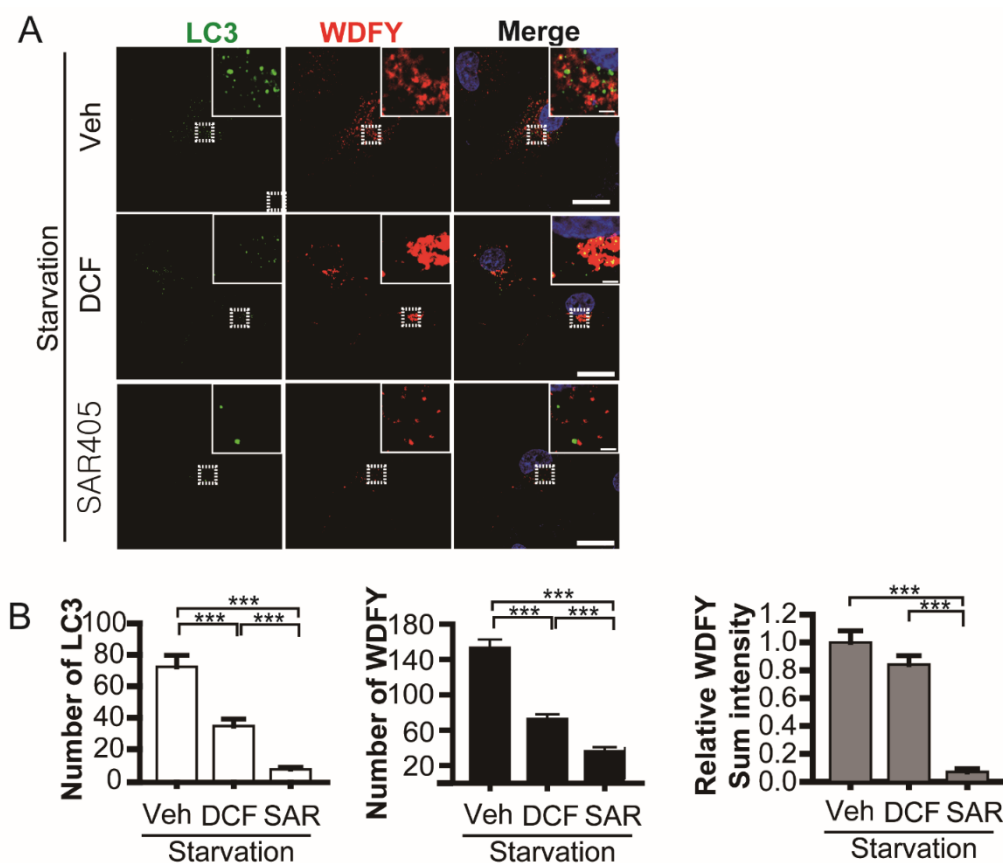 A
LC3 WDFY Merge
Starvation
Veh
DCF
SAR405
B
Number of LC3
80
60
40
20
0
*** 
*** ***
Veh DCF SAR
Starvation
Number of WDFY
180
140
100
60
20
***
*** ***
Veh DCF SAR
Starvation
Relative WDFY
Sum intensity
1.2
1.0
0.8
0.6
0.4
0.2
0.0
***
***
Veh DCF SAR
Starvation